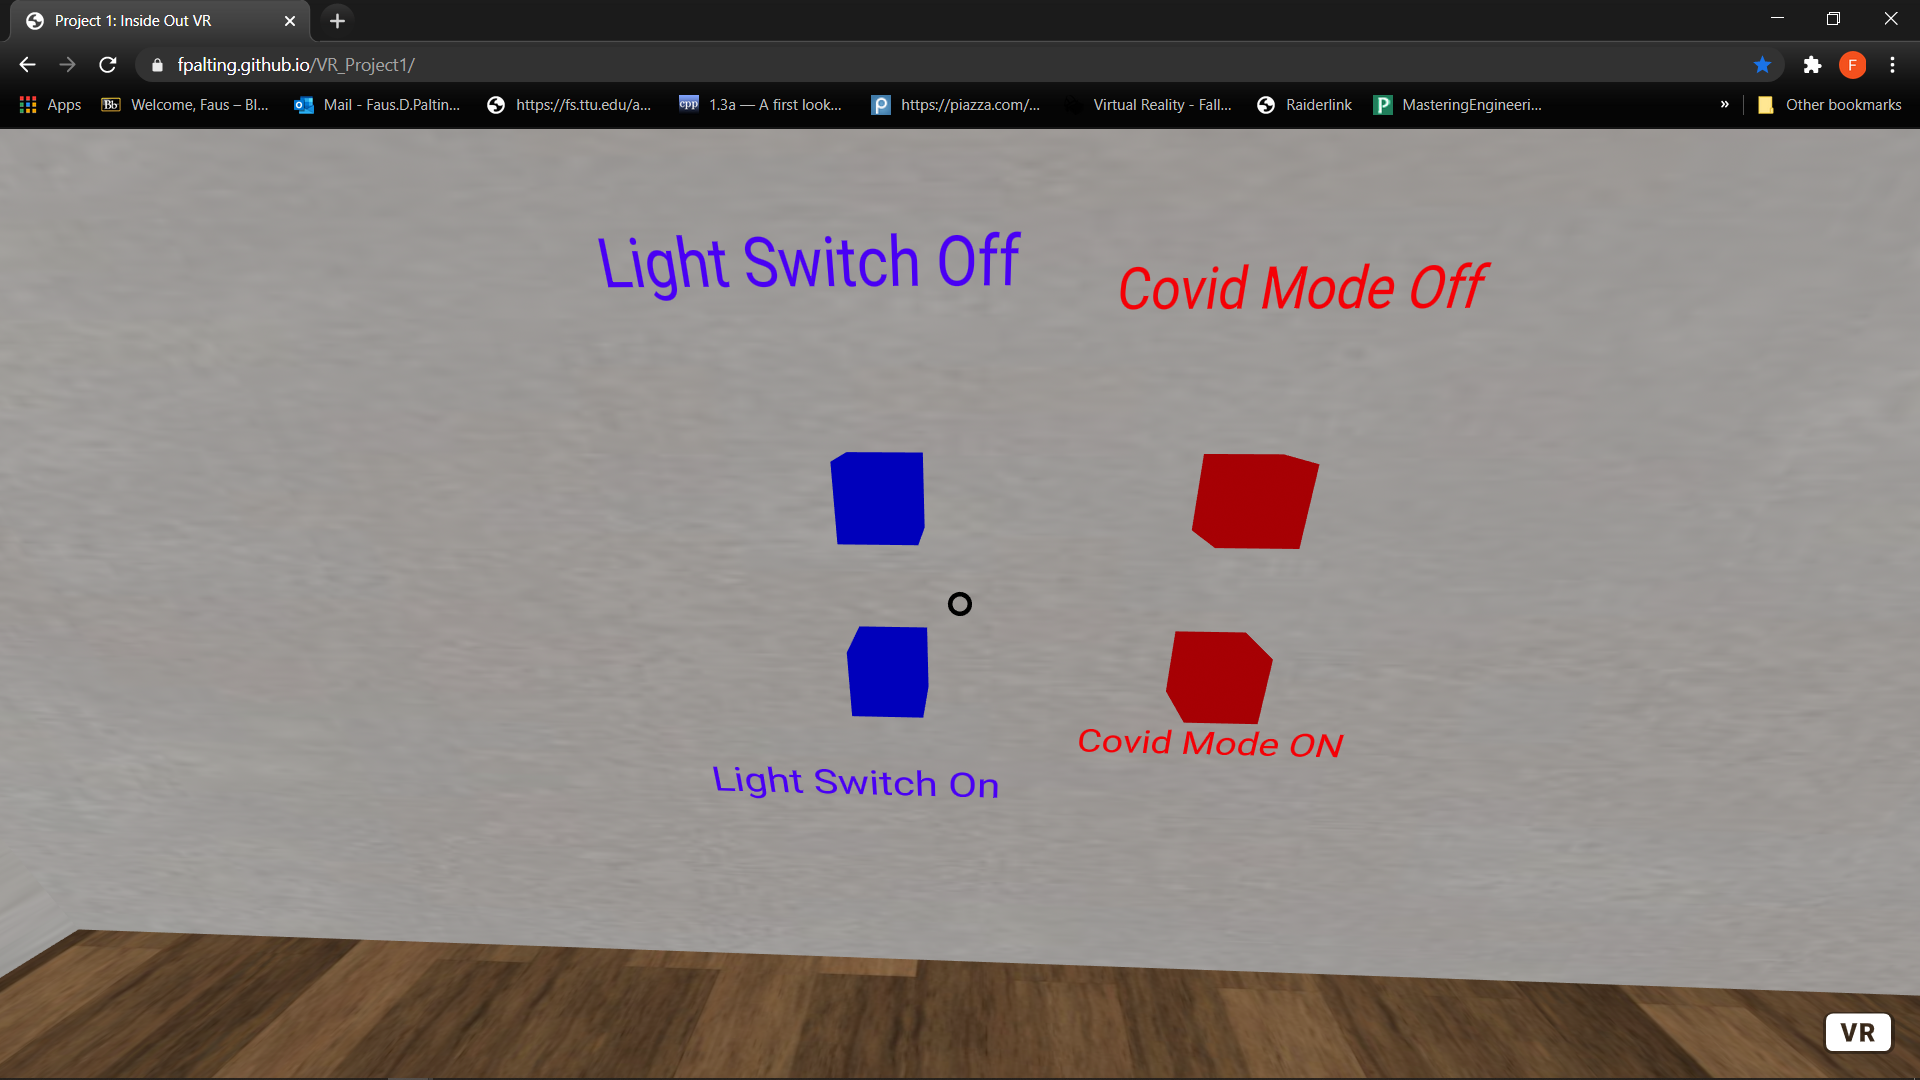 Project 1: Inside Out VR
fpalting.github.io/VR_Project1/
F
Apps
Bb
Welcome, Faus – Bl...
Mail - Faus.D.Paltin...
https://fs.ttu.edu/a...
cpp
1.3a — A first look...
https://piazza.com/...
Virtual Reality - Fall...
Raiderlink
MasteringEngineeri...
»
Other bookmarks
Light Switch Off
Covid Mode Off
Covid Mode ON
Light Switch On
VR